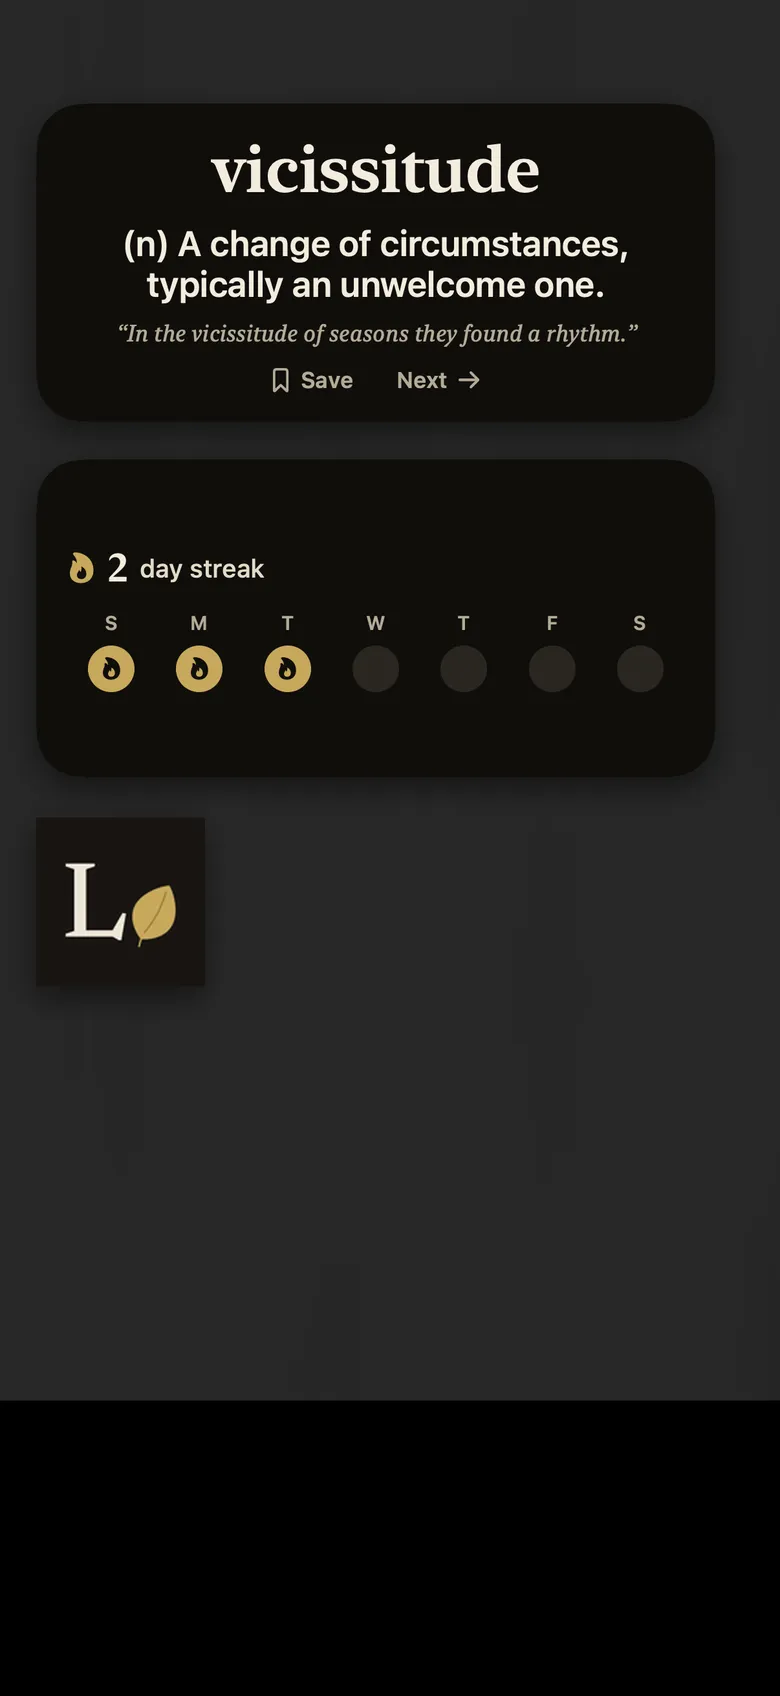 vicissitude
(n) A change of circumstances,
typically an unwelcome one.
“In the vicissitude of seasons they found a rhythm.”
Save Next →
2 day streak
S M T W T F S
L